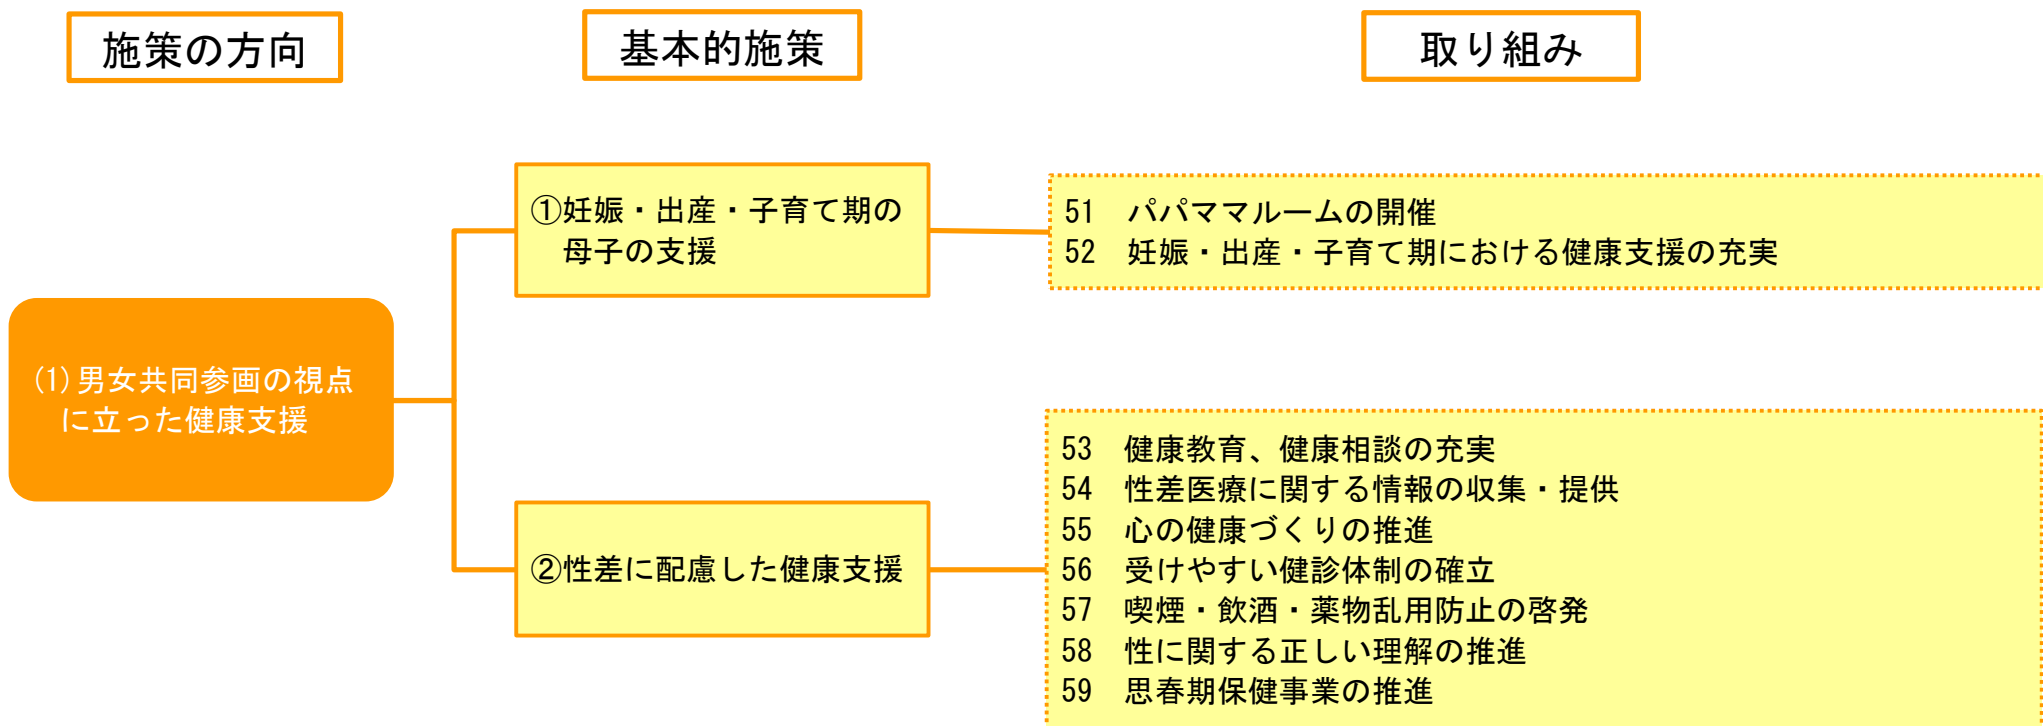 施策の方向
基本的施策
取り組み
①妊娠・出産・子育て期の
母子の支援
51　パパママルームの開催
52　妊娠・出産・子育て期における健康支援の充実
(1)男女共同参画の視点
に立った健康支援
②性差に配慮した健康支援
53　健康教育、健康相談の充実
54　性差医療に関する情報の収集・提供
55　心の健康づくりの推進
56　受けやすい健診体制の確立
57　喫煙・飲酒・薬物乱用防止の啓発
58　性に関する正しい理解の推進
59　思春期保健事業の推進